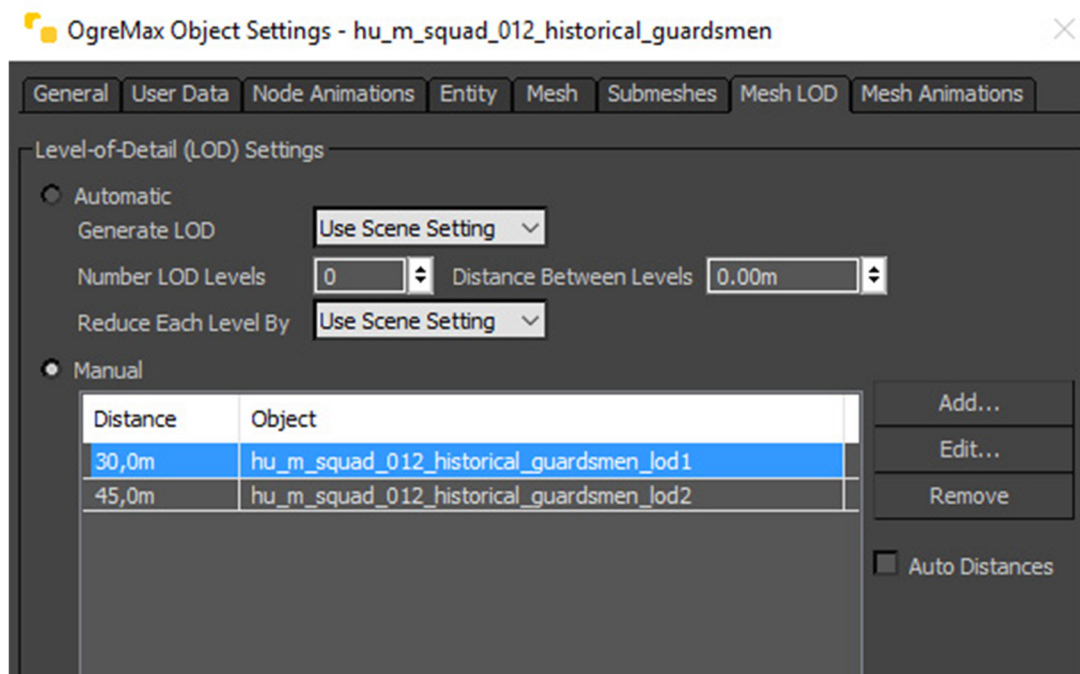 OgreMax Object Settings - hu_m_squad_012_historical_guardsmen
General User Data Node Animations Entity Mesh Submeshes Mesh LOD Mesh Animations
Level-of-Detail (LOD) Settings
Automatic
Generate LOD Use Scene Setting
Number LOD Levels 0 Distance Between Levels 0.00m
Reduce Each Level By Use Scene Setting
Manual
Distance Object
30,0m hu_m_squad_012_historical_guardsmen_lod1
45,0m hu_m_squad_012_historical_guardsmen_lod2
Add...
Edit...
Remove
Auto Distances